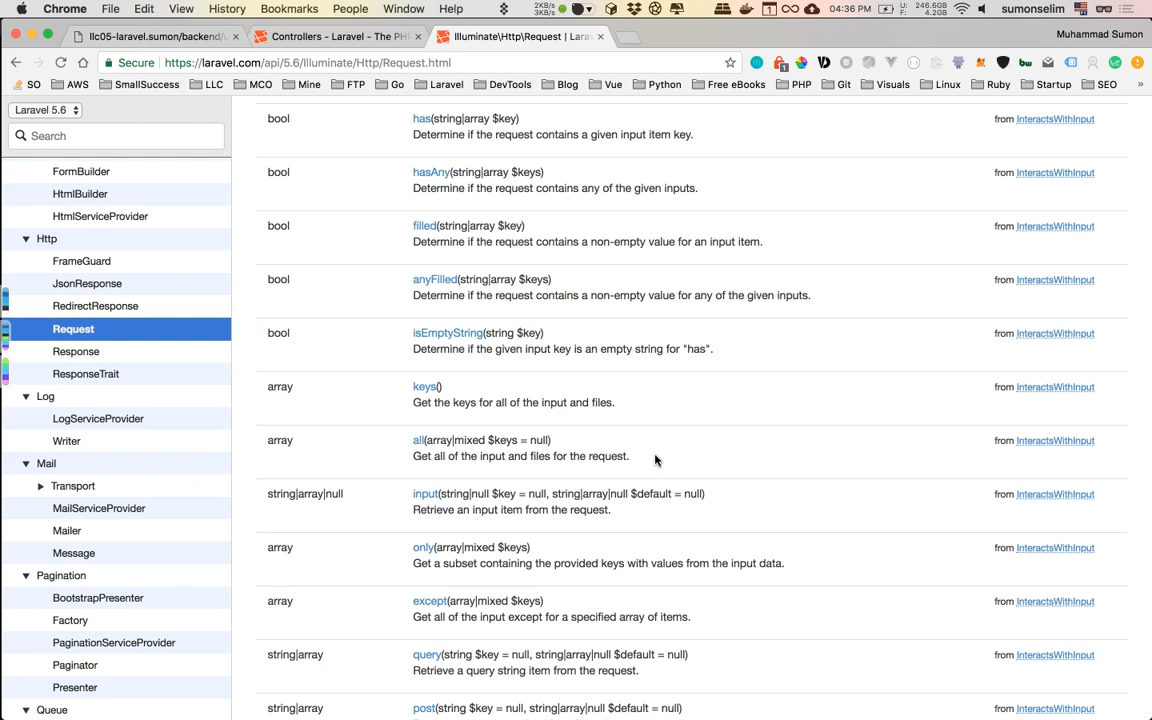 Chrome File Edit View History Bookmarks People Window Help 2KB/s 3KB/s 1 04:36 PM U: 246.6GB F: 4.2GB sumonselim
llc05-laravel.sumon/backend/ × Controllers - Laravel - The PH × Illuminate\Http\Request | Lara × Muhammad Sumon
Secure https://laravel.com/api/5.6/Illuminate/Http/Request.html
SO AWS SmallSuccess LLC MCO Mine FTP Go Laravel DevTools Blog Vue Python Free eBooks PHP Git Visuals Linux Ruby Startup SEO »
Laravel 5.6
Search
FormBuilder
HtmlBuilder
HtmlServiceProvider
Http
FrameGuard
JsonResponse
RedirectResponse
Request
Response
ResponseTrait
Log
LogServiceProvider
Writer
Mail
Transport
MailServiceProvider
Mailer
Message
Pagination
BootstrapPresenter
Factory
PaginationServiceProvider
Paginator
Presenter
Queue
bool has(string|array $key) from InteractsWithInput
Determine if the request contains a given input item key.
bool hasAny(string|array $keys) from InteractsWithInput
Determine if the request contains any of the given inputs.
bool filled(string|array $key) from InteractsWithInput
Determine if the request contains a non-empty value for an input item.
bool anyFilled(string|array $keys) from InteractsWithInput
Determine if the request contains a non-empty value for any of the given inputs.
bool isEmptyString(string $key) from InteractsWithInput
Determine if the given input key is an empty string for "has".
array keys() from InteractsWithInput
Get the keys for all of the input and files.
array all(array|mixed $keys = null) from InteractsWithInput
Get all of the input and files for the request.
string|array|null input(string|null $key = null, string|array|null $default = null) from InteractsWithInput
Retrieve an input item from the request.
array only(array|mixed $keys) from InteractsWithInput
Get a subset containing the provided keys with values from the input data.
array except(array|mixed $keys) from InteractsWithInput
Get all of the input except for a specified array of items.
string|array query(string $key = null, string|array|null $default = null) from InteractsWithInput
Retrieve a query string item from the request.
string|array post(string $key = null, string|array|null $default = null) from InteractsWithInput